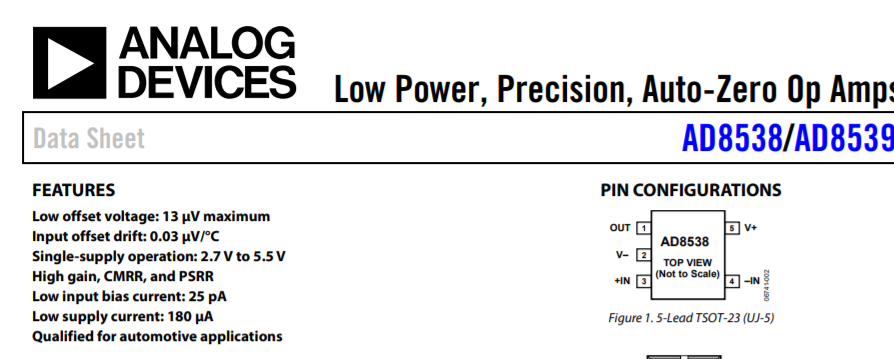 ANALOG
DEVICES
Low Power, Precision, Auto-Zero Op Amps
Data Sheet
AD8538/AD8539
FEATURES
Low offset voltage: 13 µV maximum
Input offset drift: 0.03 µV/°C
Single-supply operation: 2.7 V to 5.5 V
High gain, CMRR, and PSRR
Low input bias current: 25 pA
Low supply current: 180 µA
Qualified for automotive applications
PIN CONFIGURATIONS
OUT 1
5 V+
AD8538
V– 2
TOP VIEW
(Not to Scale)
+IN 3
4 –IN
06741-002
Figure 1. 5-Lead TSOT-23 (UJ-5)